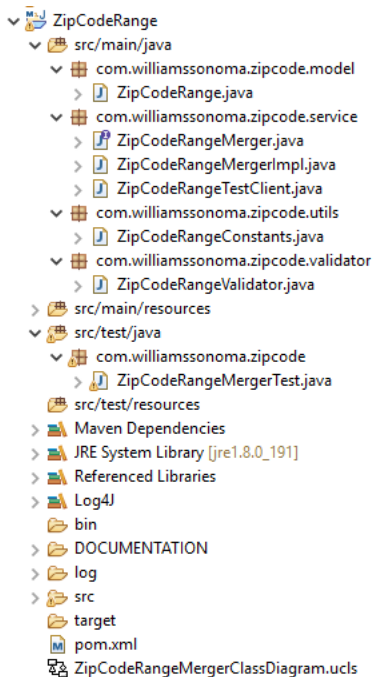 ZipCodeRange
src/main/java
com.williamssonoma.zipcode.model
ZipCodeRange.java
com.williamssonoma.zipcode.service
ZipCodeRangeMerger.java
ZipCodeRangeMergerImpl.java
ZipCodeRangeTestClient.java
com.williamssonoma.zipcode.utils
ZipCodeRangeConstants.java
com.williamssonoma.zipcode.validator
ZipCodeRangeValidator.java
src/main/resources
src/test/java
com.williamssonoma.zipcode
ZipCodeRangeMergerTest.java
src/test/resources
Maven Dependencies
JRE System Library [jre1.8.0_191]
Referenced Libraries
Log4J
bin
DOCUMENTATION
log
src
target
pom.xml
ZipCodeRangeMergerClassDiagram.ucls